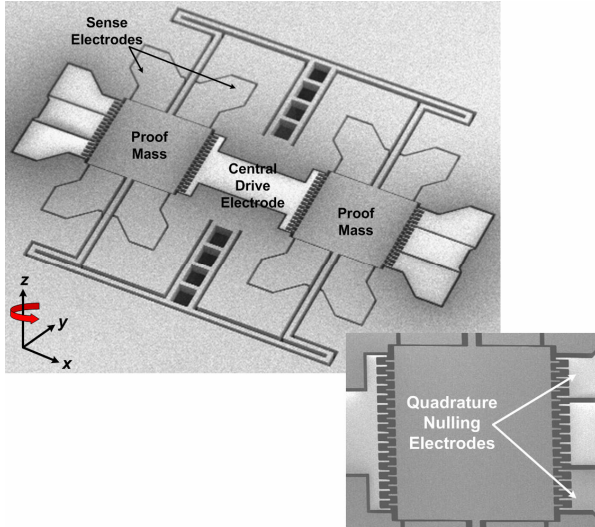 Sense
Electrodes
Proof
Mass
Central
Drive
Electrode
Proof
Mass
z
y
x
Quadrature
Nulling
Electrodes